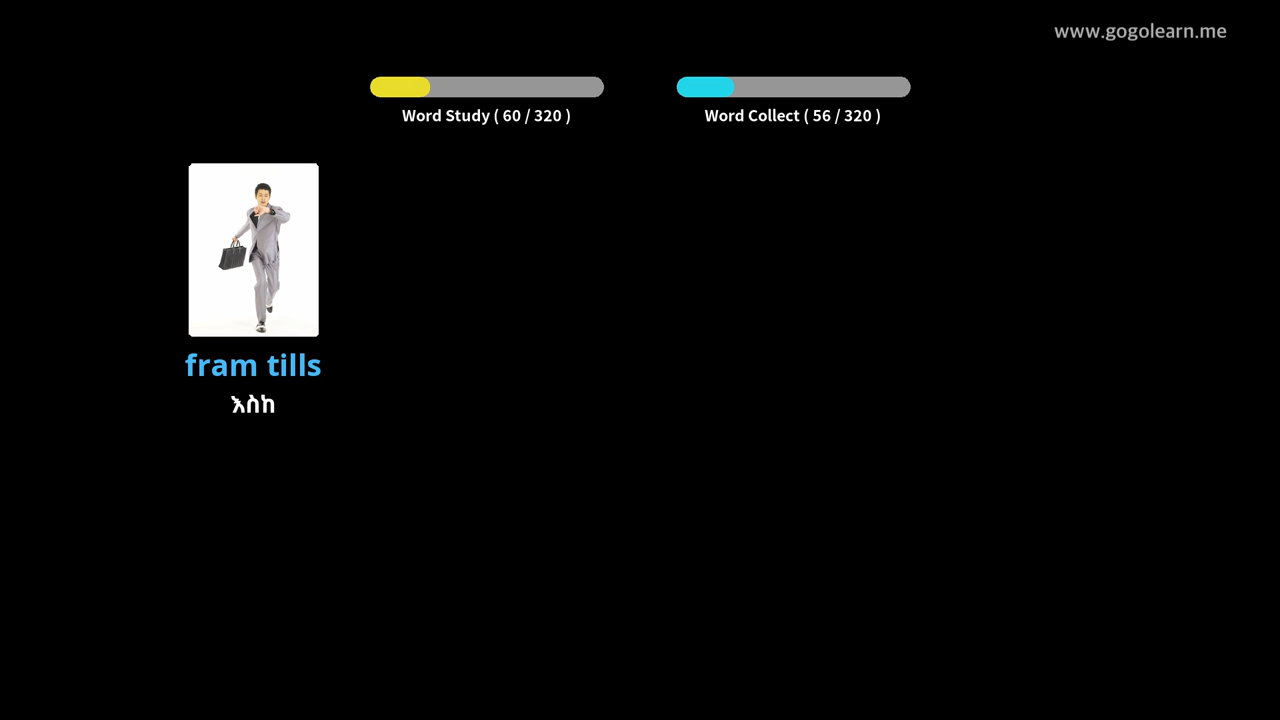 www.gogolearn.me
Word Study ( 60 / 320 )
Word Collect ( 56 / 320 )
fram tills
እስከ